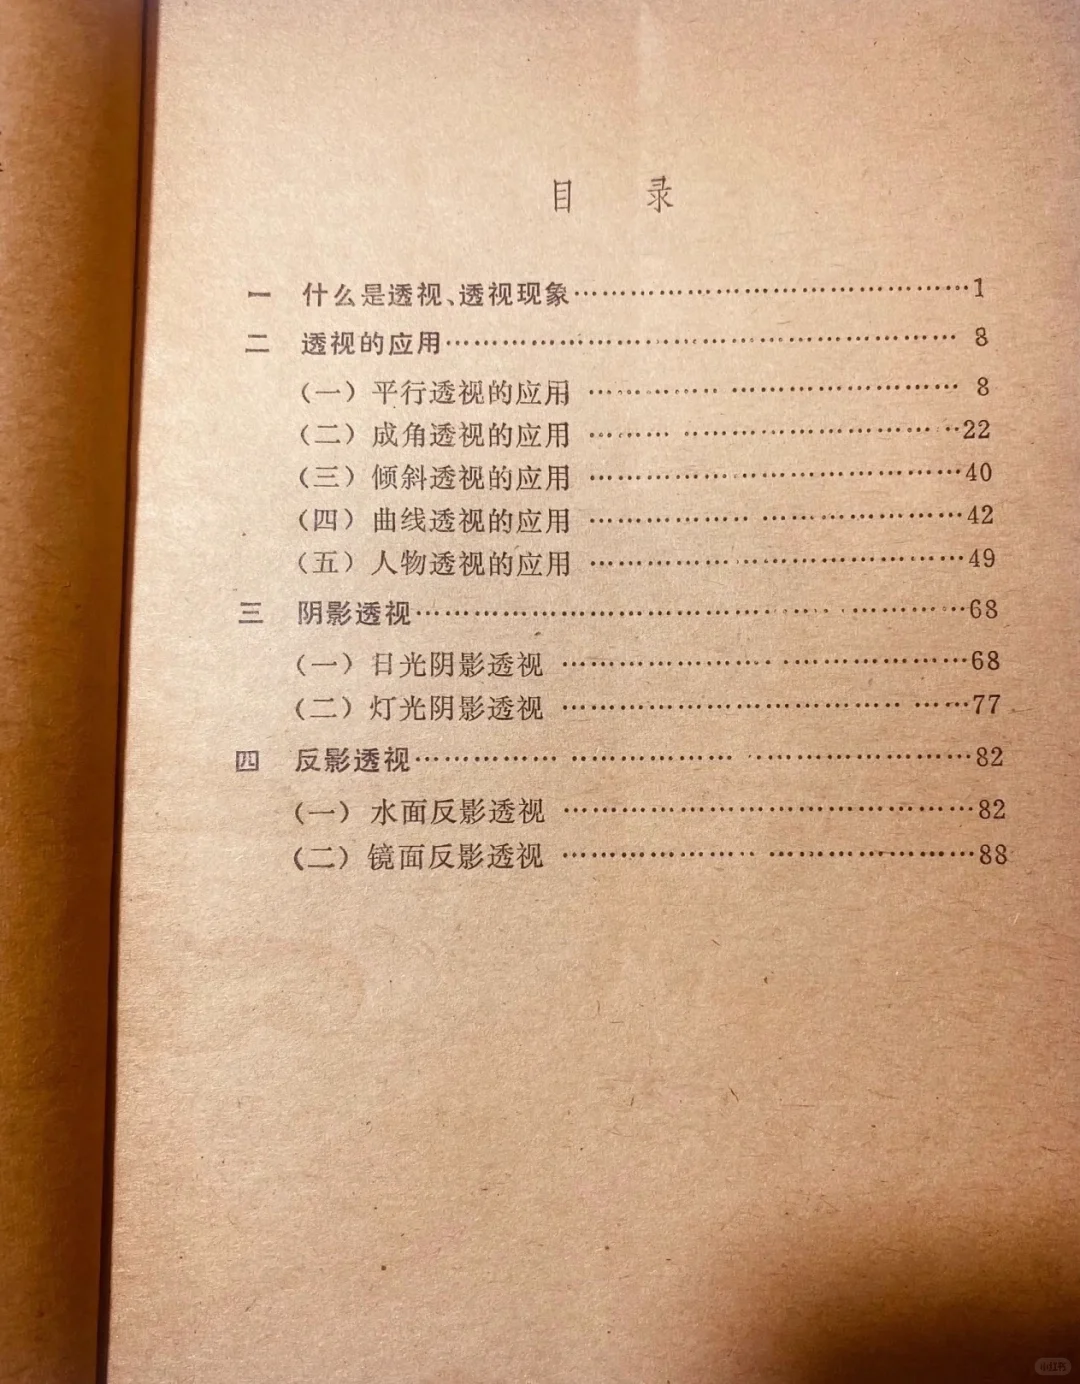 目 录
一 什么是透视、透视现象……………………………………1
二 透视的应用……………………………………………… 8
（一）平行透视的应用 ………………………………… 8
（二）成角透视的应用 …………………………………22
（三）倾斜透视的应用 …………………………………40
（四）曲线透视的应用 …………………………………42
（五）人物透视的应用 …………………………………49
三 阴影透视…………………………………………………68
（一）日光阴影透视 ……………………………………68
（二）灯光阴影透视 ……………………………………77
四 反影透视…………………………………………………82
（一）水面反影透视 ……………………………………82
（二）镜面反影透视 ……………………………………88
小红书